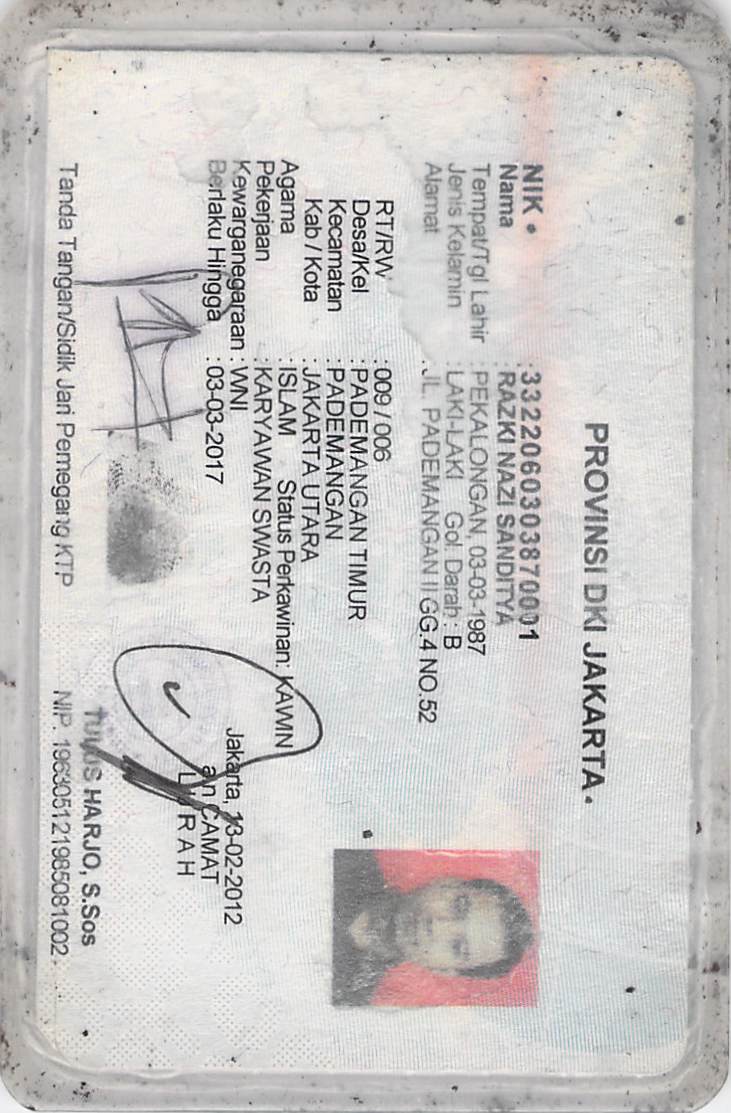 PROVINSI DKI JAKARTA
NIK : 3322060303870001
Nama : RAZKI NAZI SANDITYA
Tempat/Tgl Lahir : PEKALONGAN, 03-03-1987
Jenis Kelamin : LAKI-LAKI Gol Darah : B
Alamat : JL. PADEMANGAN II GG.4 NO.52
RT/RW : 009 / 006
Desa/Kel : PADEMANGAN TIMUR
Kecamatan : PADEMANGAN
Kab / Kota : JAKARTA UTARA
Agama : ISLAM Status Perkawinan: KAWIN
Pekerjaan : KARYAWAN SWASTA
Kewarganegaraan : WNI
Berlaku Hingga : 03-03-2017
Jakarta, 13-02-2012
a.n CAMAT
LURAH
Tanda Tangan/Sidik Jari Pemegang KTP
TULUS HARJO, S.Sos
NIP. 196305121985081002